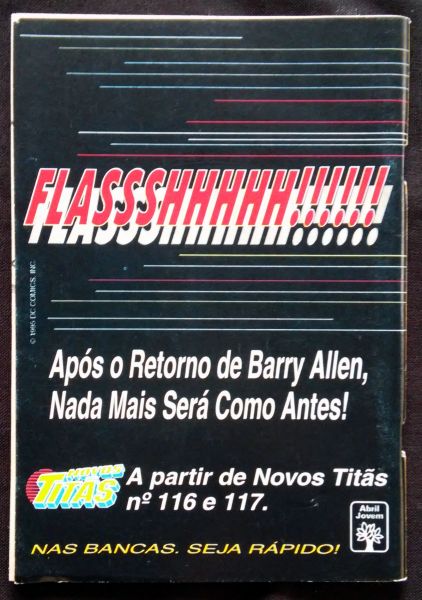 FLASSSHHHHH!!!!!!
© 1995 DC COMICS, INC.
Após o Retorno de Barry Allen,
Nada Mais Será Como Antes!
NOVOS
TITÃS
A partir de Novos Titãs
nº 116 e 117.
Abril
Jovem
NAS BANCAS. SEJA RÁPIDO!